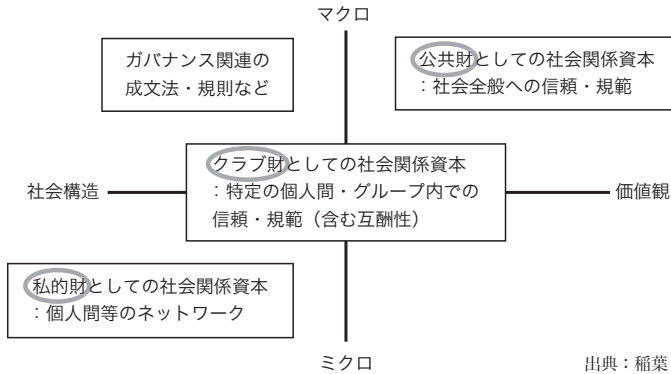 マクロ
ガバナンス関連の
成文法・規則など
公共財としての社会関係資本
：社会全般への信頼・規範
クラブ財としての社会関係資本
：特定の個人間・グループ内での
信頼・規範（含む互酬性）
社会構造
価値観
私的財としての社会関係資本
：個人間等のネットワーク
ミクロ
出典：稲葉